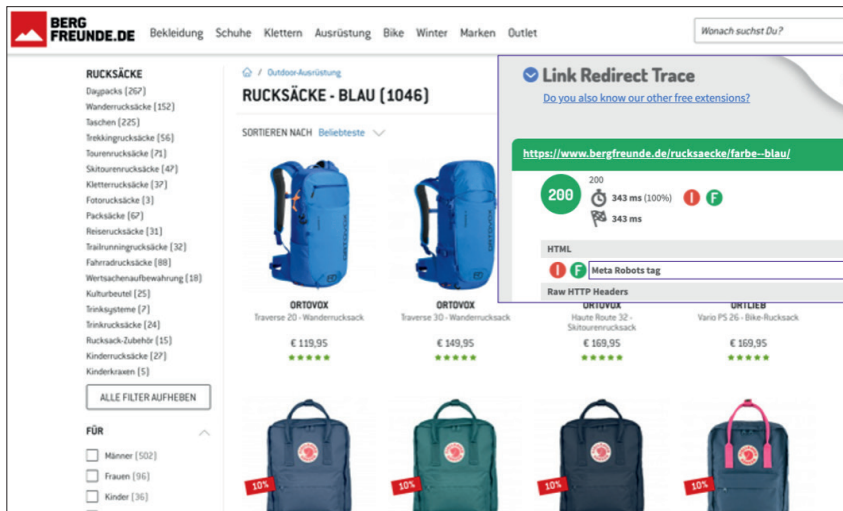 BERG
FREUNDE.DE
Bekleidung Schuhe Klettern Ausrüstung Bike Winter Marken Outlet
Wonach suchst Du?
RUCKSÄCKE
Daypacks (267)
Wanderrucksäcke (152)
Taschen (225)
Trekkingrucksäcke (56)
Tourenrucksäcke (71)
Skitourenrucksäcke (47)
Kletterrucksäcke (37)
Fotorucksäcke (3)
Packsäcke (67)
Reiserucksäcke (31)
Trailrunningrucksäcke (32)
Fahrradrucksäcke (88)
Wertsachenaufbewahrung (18)
Kulturbeutel (25)
Trinksysteme (7)
Trinkrucksäcke (24)
Rucksack-Zubehör (15)
Kinderrucksäcke (27)
Kinderkraxen (5)
ALLE FILTER AUFHEBEN
FÜR
Männer (502)
Frauen (96)
Kinder (36)
/ Outdoor-Ausrüstung
RUCKSÄCKE - BLAU (1046)
SORTIEREN NACH Beliebteste
Link Redirect Trace
Do you also know our other free extensions?
https://www.bergfreunde.de/rucksaecke/farbe--blau/
200
200
343 ms (100%) I F
343 ms
HTML
I F Meta Robots tag
Raw HTTP Headers
ORTOVOX
ORTOVOX
ORTOVOX
Traverse 20 - Wanderrucksack
€ 119,95
ORTOVOX
Traverse 30 - Wanderrucksack
€ 149,95
ORTOVOX
Haute Route 32 -
Skitourenrucksack
€ 169,95
ORTLIEB
Vario PS 26 - Bike-Rucksack
€ 169,95
10%
10%
10%
10%